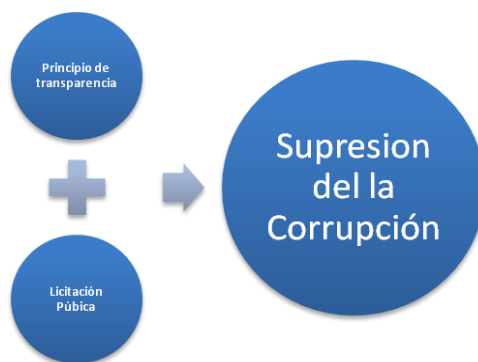 Principio de
transparencia
Licitación
Púbica
Supresion
del la
Corrupción